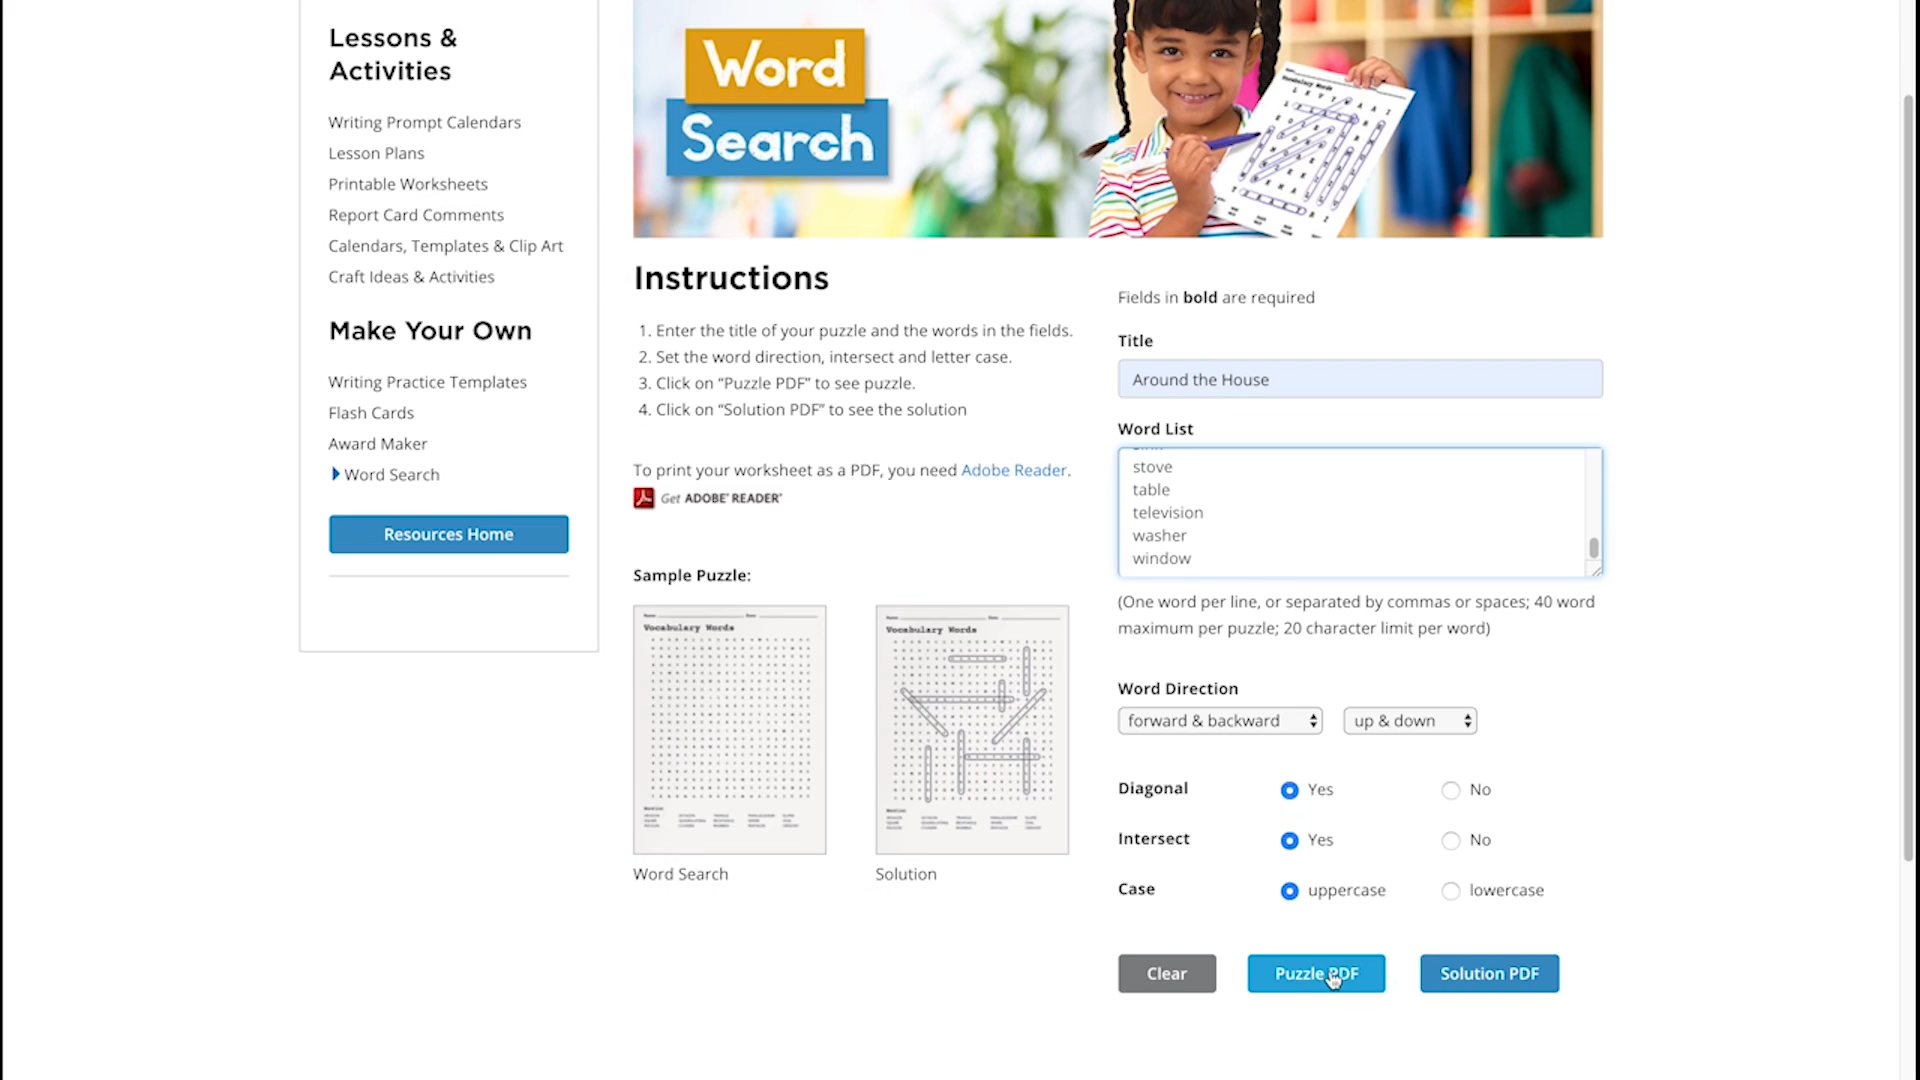 Lessons &
Activities
Writing Prompt Calendars
Lesson Plans
Printable Worksheets
Report Card Comments
Calendars, Templates & Clip Art
Craft Ideas & Activities
Make Your Own
Writing Practice Templates
Flash Cards
Award Maker
Word Search
Resources Home
Word
Search
Vocabulary Words
Instructions
1. Enter the title of your puzzle and the words in the fields.
2. Set the word direction, intersect and letter case.
3. Click on “Puzzle PDF” to see puzzle.
4. Click on “Solution PDF” to see the solution
To print your worksheet as a PDF, you need Adobe Reader.
Get ADOBE® READER®
Sample Puzzle:
Vocabulary Words
Vocabulary Words
Word Search
Solution
Fields in bold are required
Title
Around the House
Word List
stove
table
television
washer
window
(One word per line, or separated by commas or spaces; 40 word
maximum per puzzle; 20 character limit per word)
Word Direction
forward & backward
up & down
Diagonal
Yes
No
Intersect
Yes
No
Case
uppercase
lowercase
Clear
Puzzle PDF
Solution PDF